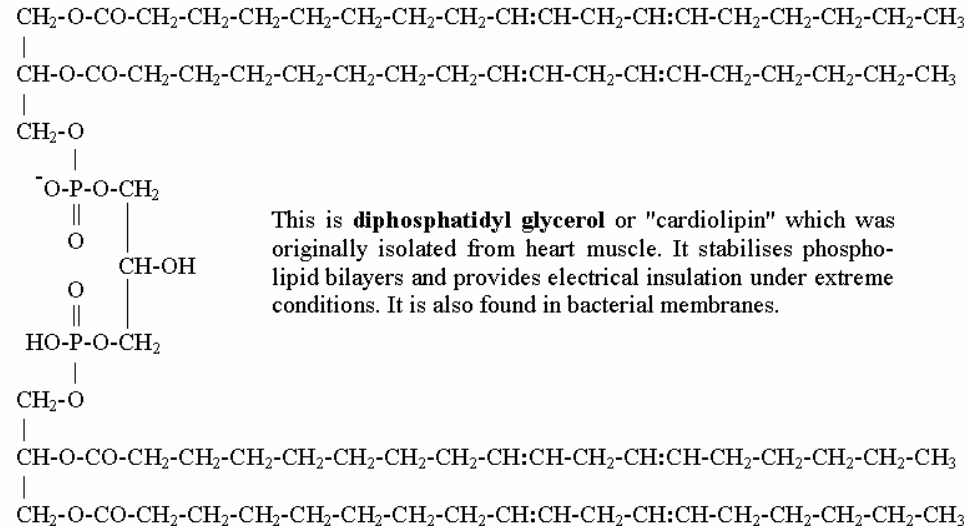 CH₂-O-CO-CH₂-CH₂-CH₂-CH₂-CH₂-CH₂-CH₂-CH:CH-CH₂-CH:CH-CH₂-CH₂-CH₂-CH₂-CH₃
|
CH-O-CO-CH₂-CH₂-CH₂-CH₂-CH₂-CH₂-CH₂-CH:CH-CH₂-CH:CH-CH₂-CH₂-CH₂-CH₂-CH₃
|
CH₂-O
|
⁻O-P-O-CH₂
||
O
CH-OH
O
||
HO-P-O-CH₂
|
CH₂-O
|
CH-O-CO-CH₂-CH₂-CH₂-CH₂-CH₂-CH₂-CH₂-CH:CH-CH₂-CH:CH-CH₂-CH₂-CH₂-CH₂-CH₃
|
CH₂-O-CO-CH₂-CH₂-CH₂-CH₂-CH₂-CH₂-CH₂-CH:CH-CH₂-CH:CH-CH₂-CH₂-CH₂-CH₂-CH₃
This is diphosphatidyl glycerol or "cardiolipin" which was
originally isolated from heart muscle. It stabilises phospho-
lipid bilayers and provides electrical insulation under extreme
conditions. It is also found in bacterial membranes.